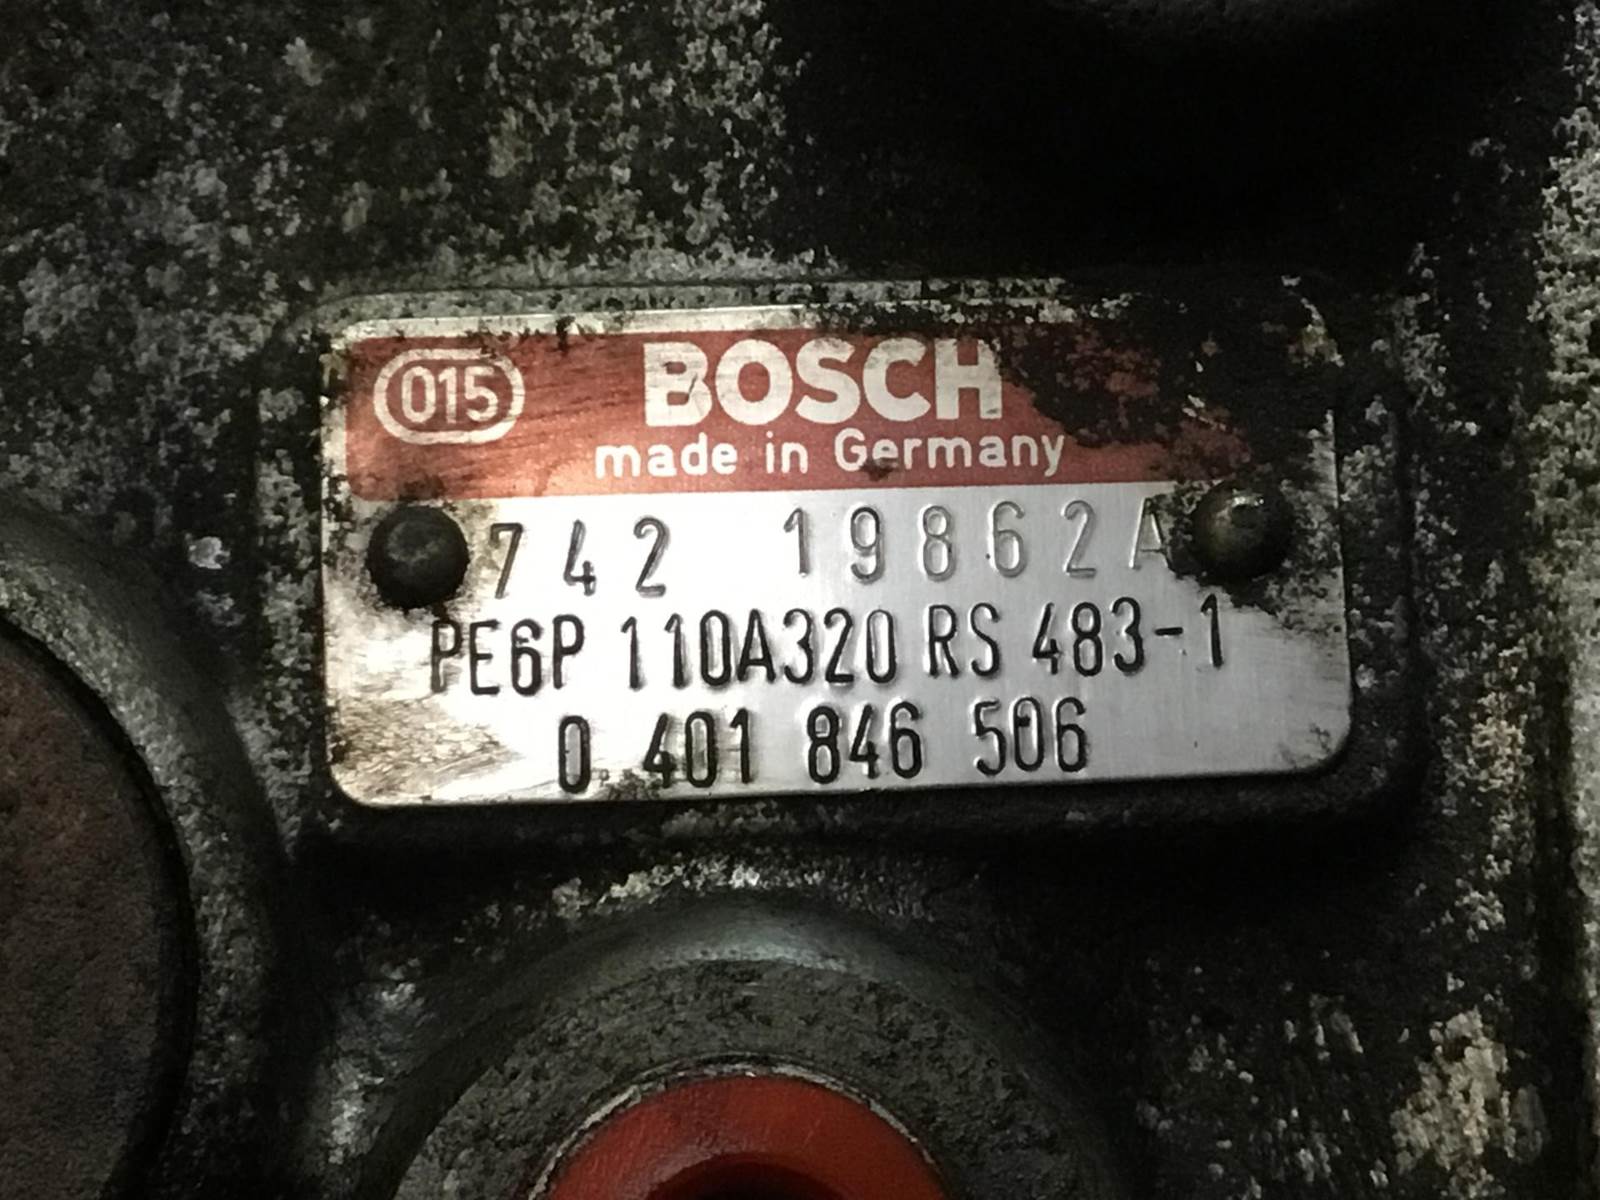 015 BOSCH
made in Germany
742 19862A
PE6P 110A320 RS 483-1
0 401 846 506